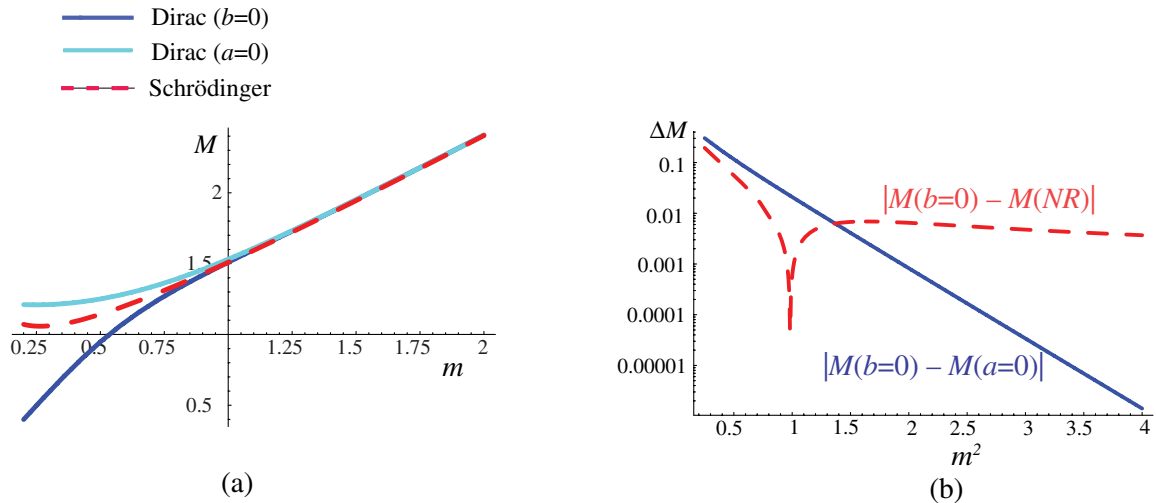 Dirac (b=0)
Dirac (a=0)
Schrödinger
M
2
1.5
0.25 0.5 0.75 1.25 1.5 1.75 2
m
0.5
(a)
ΔM
0.1
0.01
0.001
0.0001
0.00001
|M(b=0) – M(NR)|
|M(b=0) – M(a=0)|
0.5 1 1.5 2 2.5 3 3.5 4
m²
(b)